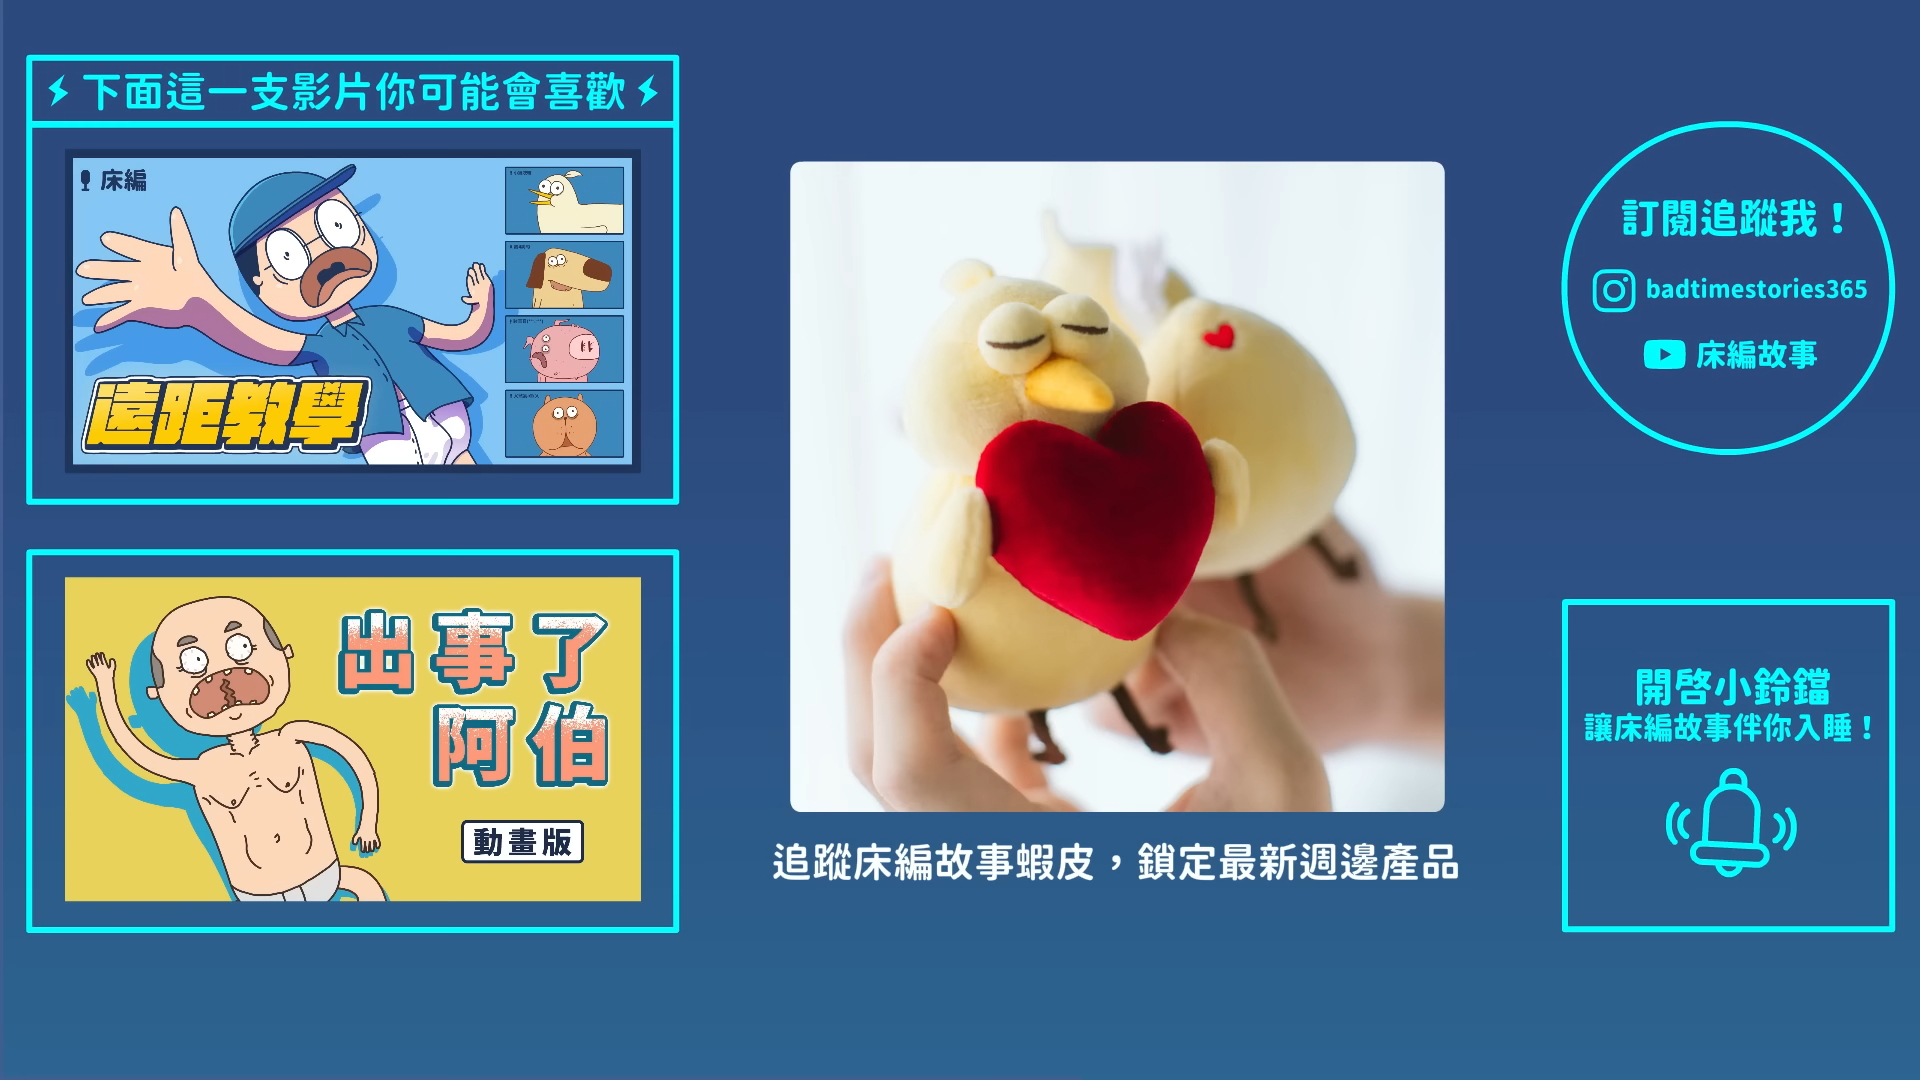 下面這一支影片你可能會喜歡
床編
遠距教學
出事了
阿伯
動畫版
追蹤床編故事蝦皮，鎖定最新週邊產品
訂閱追蹤我！
badtimestories365
床編故事
開啓小鈴鐺
讓床編故事伴你入睡！